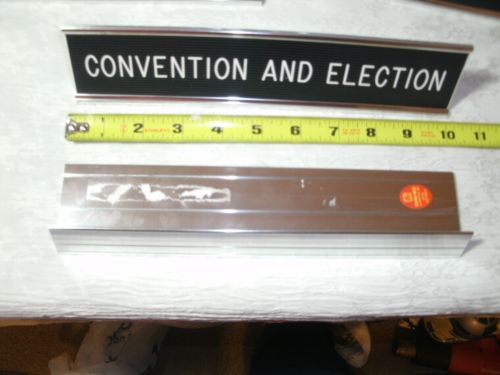 CONVENTION AND ELECTION
2 3 4 5 6 7 8 9 10 11